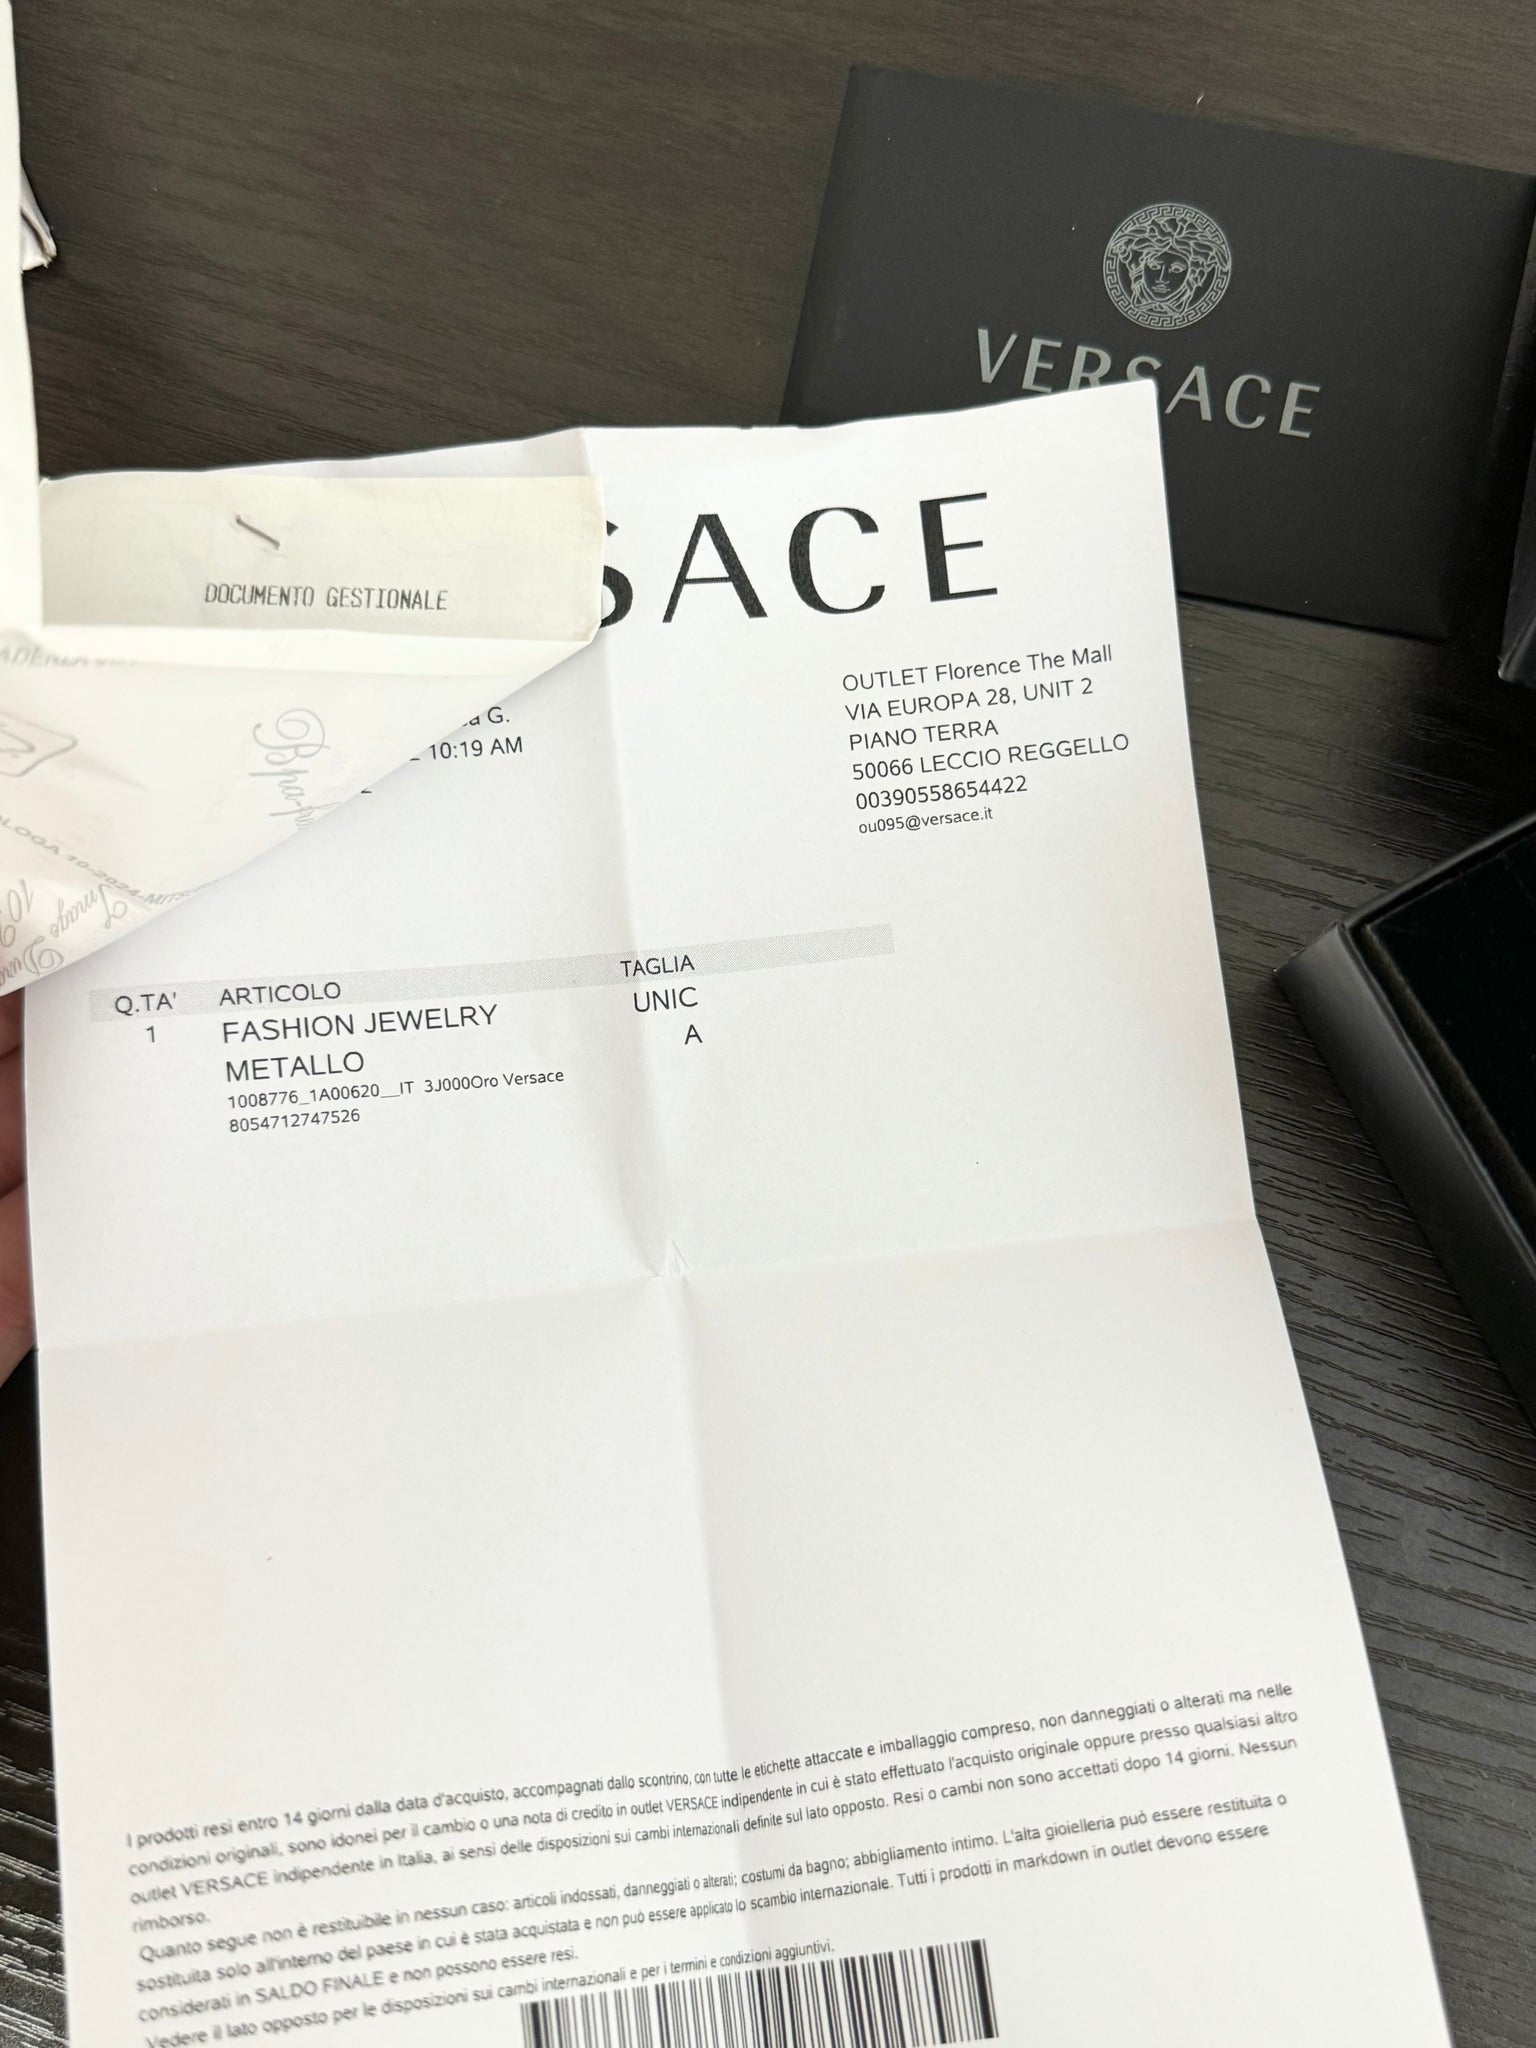 VERSACE
SACE
DOCUMENTO GESTIONALE
OUTLET Florence The Mall
VIA EUROPA 28, UNIT 2
PIANO TERRA
50066 LECCIO REGGELLO
00390558654422
ou095@versace.it
G.
10:19 AM
Image
Q.TA' ARTICOLO TAGLIA
1 FASHION JEWELRY UNIC
METALLO A
1008776_1A00620__IT 3J000Oro Versace
8054712747526
I prodotti resi entro 14 giorni dalla data d'acquisto, accompagnati dallo scontrino, con tutte le etichette attaccate e imballaggio compreso, non danneggiati o alterati ma nelle
condizioni originali, sono idonei per il cambio o una nota di credito in outlet VERSACE indipendente in cui è stato effettuato l'acquisto originale oppure presso qualsiasi altro
outlet VERSACE indipendente in Italia, ai sensi delle disposizioni sui cambi internazionali definite sul lato opposto. Resi o cambi non sono accettati dopo 14 giorni. Nessun
rimborso.
Quanto segue non è restituibile in nessun caso: articoli indossati, danneggiati o alterati; costumi da bagno; abbigliamento intimo. L'alta gioielleria può essere restituita o
sostituita solo all'interno del paese in cui è stata acquistata e non può essere applicato lo scambio internazionale. Tutti i prodotti in markdown in outlet devono essere
considerati in SALDO FINALE e non possono essere resi.
Vedere il lato opposto per le disposizioni sui cambi internazionali e per i termini e condizioni aggiuntivi.